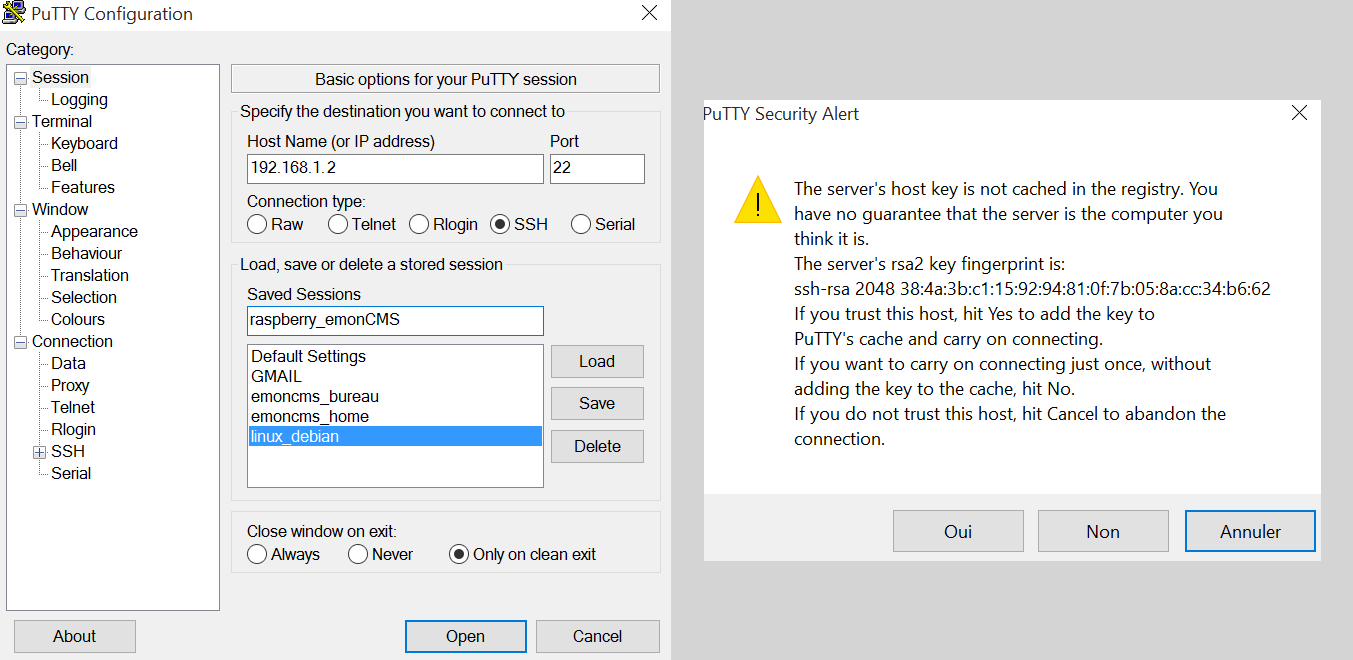 PuTTY Configuration
Category:
Session
Logging
Terminal
Keyboard
Bell
Features
Window
Appearance
Behaviour
Translation
Selection
Colours
Connection
Data
Proxy
Telnet
Rlogin
SSH
Serial
Basic options for your PuTTY session
Specify the destination you want to connect to
Host Name (or IP address) Port
192.168.1.2 22
Connection type:
Raw Telnet Rlogin SSH Serial
Load, save or delete a stored session
Saved Sessions
raspberry_emonCMS
Default Settings
GMAIL
emoncms_bureau
emoncms_home
linux_debian
Load
Save
Delete
Close window on exit:
Always Never Only on clean exit
About Open Cancel
PuTTY Security Alert
!
The server's host key is not cached in the registry. You
have no guarantee that the server is the computer you
think it is.
The server's rsa2 key fingerprint is:
ssh-rsa 2048 38:4a:3b:c1:15:92:94:81:0f:7b:05:8a:cc:34:b6:62
If you trust this host, hit Yes to add the key to
PuTTY's cache and carry on connecting.
If you want to carry on connecting just once, without
adding the key to the cache, hit No.
If you do not trust this host, hit Cancel to abandon the
connection.
Oui Non Annuler